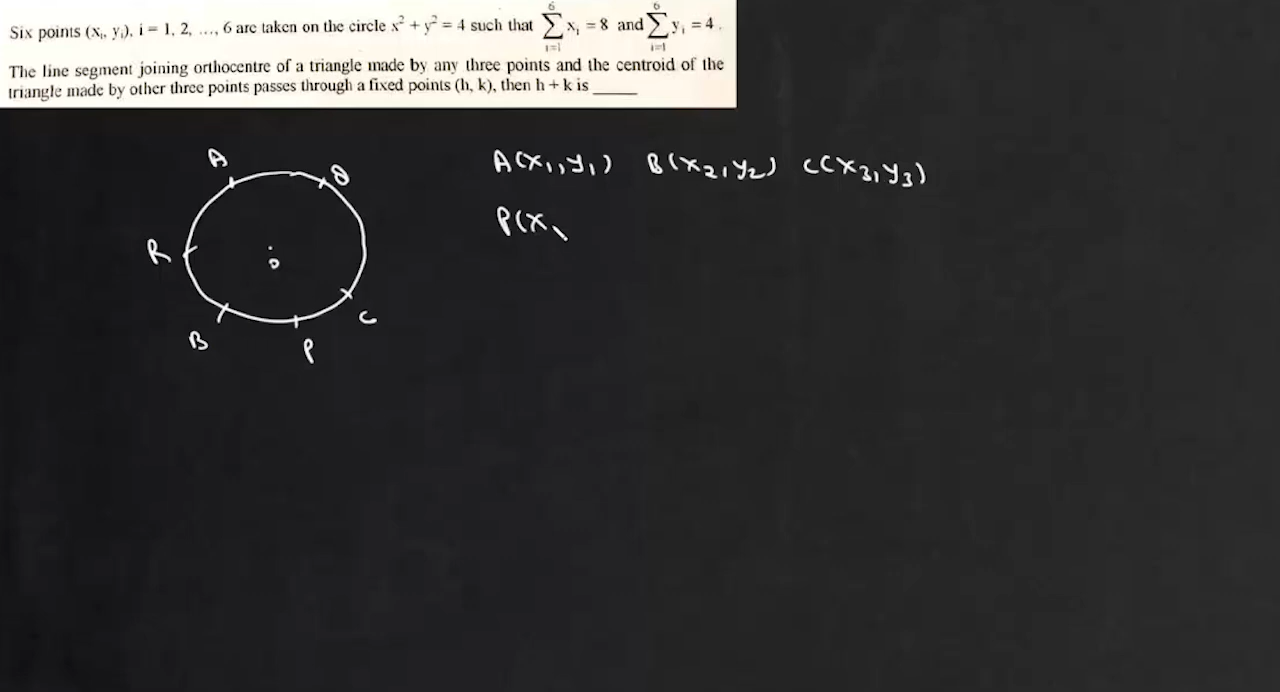 Six points (xᵢ, yᵢ), i = 1, 2, ..., 6 are taken on the circle x² + y² = 4 such that ∑_{i=1}^{6} xᵢ = 8 and ∑_{i=1}^{6} yᵢ = 4.
The line segment joining orthocentre of a triangle made by any three points and the centroid of the
triangle made by other three points passes through a fixed points (h, k), then h + k is ____
A(x₁, y₁) B(x₂, y₂) C(x₃, y₃)
P(x
A
Q
R
O
B
P
C